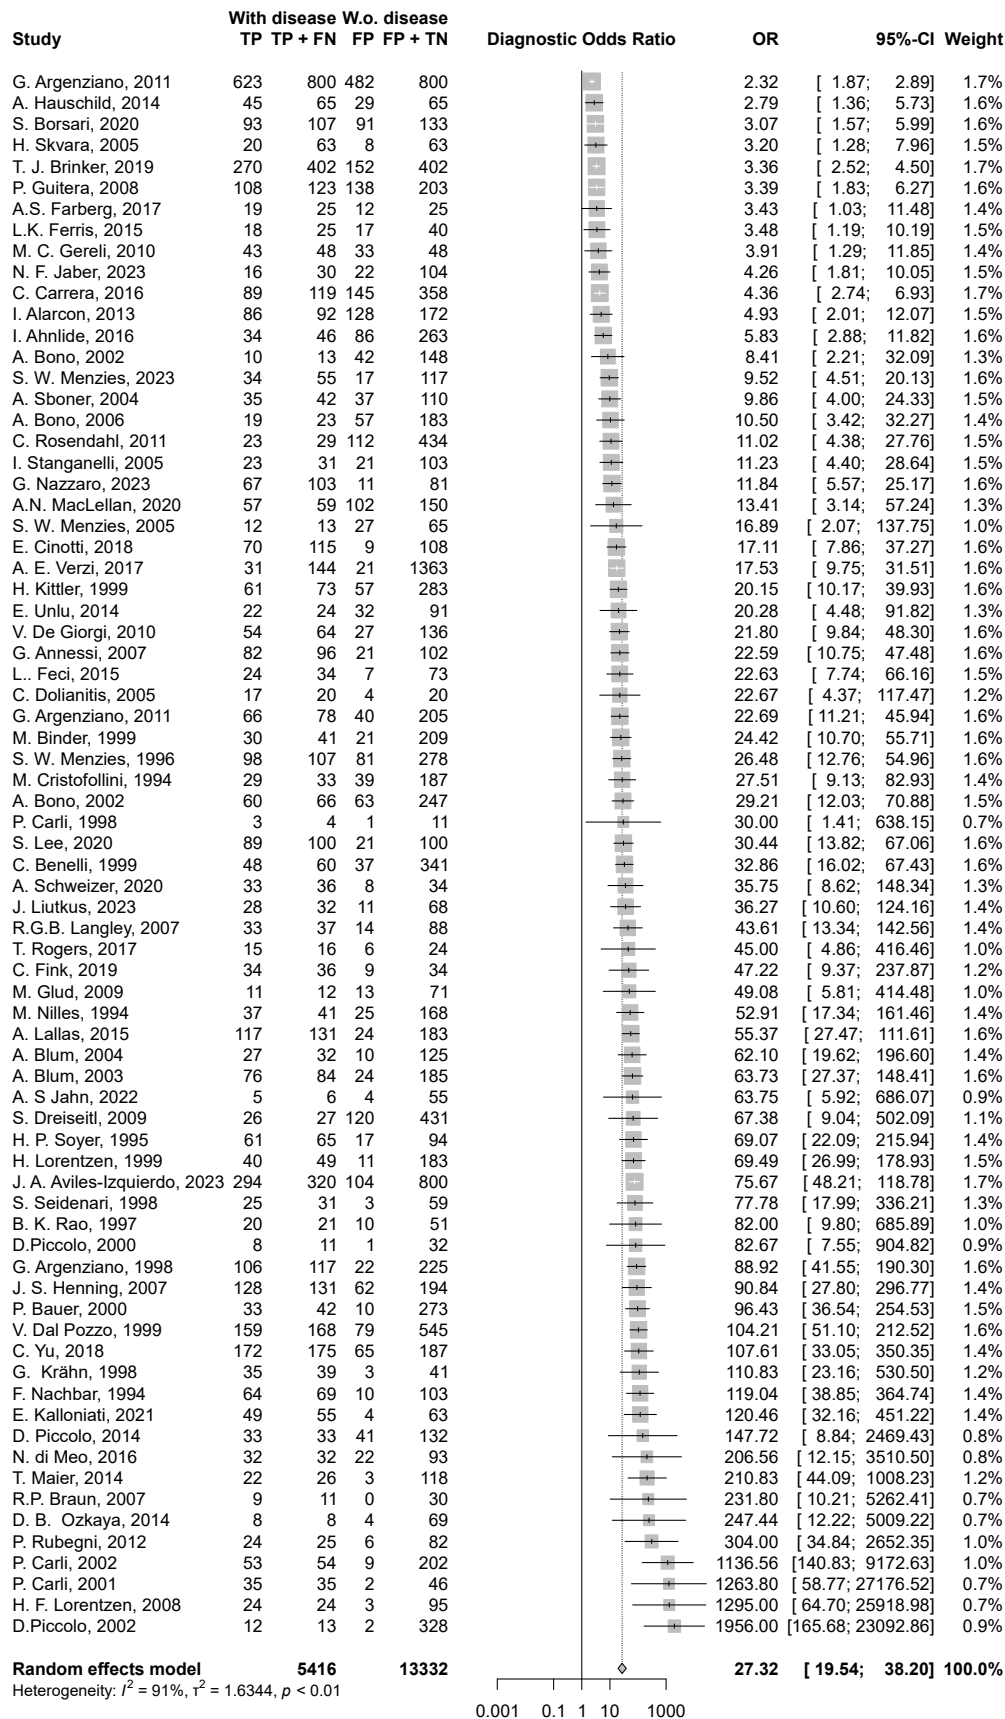 With disease W.o. disease
Study TP TP + FN FP FP + TN Diagnostic Odds Ratio OR 95%-CI Weight
G. Argenziano, 2011 623 800 482 800 2.32 [ 1.87; 2.89] 1.7%
A. Hauschild, 2014 45 65 29 65 2.79 [ 1.36; 5.73] 1.6%
S. Borsari, 2020 93 107 91 133 3.07 [ 1.57; 5.99] 1.6%
H. Skvara, 2005 20 63 8 63 3.20 [ 1.28; 7.96] 1.5%
T. J. Brinker, 2019 270 402 152 402 3.36 [ 2.52; 4.50] 1.7%
P. Guitera, 2008 108 123 138 203 3.39 [ 1.83; 6.27] 1.6%
A.S. Farberg, 2017 19 25 12 25 3.43 [ 1.03; 11.48] 1.4%
L.K. Ferris, 2015 18 25 17 40 3.48 [ 1.19; 10.19] 1.5%
M. C. Gereli, 2010 43 48 33 48 3.91 [ 1.29; 11.85] 1.4%
N. F. Jaber, 2023 16 30 22 104 4.26 [ 1.81; 10.05] 1.5%
C. Carrera, 2016 89 119 145 358 4.36 [ 2.74; 6.93] 1.7%
I. Alarcon, 2013 86 92 128 172 4.93 [ 2.01; 12.07] 1.5%
I. Ahnlide, 2016 34 46 86 263 5.83 [ 2.88; 11.82] 1.6%
A. Bono, 2002 10 13 42 148 8.41 [ 2.21; 32.09] 1.3%
S. W. Menzies, 2023 34 55 17 117 9.52 [ 4.51; 20.13] 1.6%
A. Sboner, 2004 35 42 37 110 9.86 [ 4.00; 24.33] 1.5%
A. Bono, 2006 19 23 57 183 10.50 [ 3.42; 32.27] 1.4%
C. Rosendahl, 2011 23 29 112 434 11.02 [ 4.38; 27.76] 1.5%
I. Stanganelli, 2005 23 31 21 103 11.23 [ 4.40; 28.64] 1.5%
G. Nazzaro, 2023 67 103 11 81 11.84 [ 5.57; 25.17] 1.6%
A.N. MacLellan, 2020 57 59 102 150 13.41 [ 3.14; 57.24] 1.3%
S. W. Menzies, 2005 12 13 27 65 16.89 [ 2.07; 137.75] 1.0%
E. Cinotti, 2018 70 115 9 108 17.11 [ 7.86; 37.27] 1.6%
A. E. Verzi, 2017 31 144 21 1363 17.53 [ 9.75; 31.51] 1.6%
H. Kittler, 1999 61 73 57 283 20.15 [ 10.17; 39.93] 1.6%
E. Unlu, 2014 22 24 32 91 20.28 [ 4.48; 91.82] 1.3%
V. De Giorgi, 2010 54 64 27 136 21.80 [ 9.84; 48.30] 1.6%
G. Annessi, 2007 82 96 21 102 22.59 [ 10.75; 47.48] 1.6%
L.. Feci, 2015 24 34 7 73 22.63 [ 7.74; 66.16] 1.5%
C. Dolianitis, 2005 17 20 4 20 22.67 [ 4.37; 117.47] 1.2%
G. Argenziano, 2011 66 78 40 205 22.69 [ 11.21; 45.94] 1.6%
M. Binder, 1999 30 41 21 209 24.42 [ 10.70; 55.71] 1.6%
S. W. Menzies, 1996 98 107 81 278 26.48 [ 12.76; 54.96] 1.6%
M. Cristofollini, 1994 29 33 39 187 27.51 [ 9.13; 82.93] 1.4%
A. Bono, 2002 60 66 63 247 29.21 [ 12.03; 70.88] 1.5%
P. Carli, 1998 3 4 1 11 30.00 [ 1.41; 638.15] 0.7%
S. Lee, 2020 89 100 21 100 30.44 [ 13.82; 67.06] 1.6%
C. Benelli, 1999 48 60 37 341 32.86 [ 16.02; 67.43] 1.6%
A. Schweizer, 2020 33 36 8 34 35.75 [ 8.62; 148.34] 1.3%
J. Liutkus, 2023 28 32 11 68 36.27 [ 10.60; 124.16] 1.4%
R.G.B. Langley, 2007 33 37 14 88 43.61 [ 13.34; 142.56] 1.4%
T. Rogers, 2017 15 16 6 24 45.00 [ 4.86; 416.46] 1.0%
C. Fink, 2019 34 36 9 34 47.22 [ 9.37; 237.87] 1.2%
M. Glud, 2009 11 12 13 71 49.08 [ 5.81; 414.48] 1.0%
M. Nilles, 1994 37 41 25 168 52.91 [ 17.34; 161.46] 1.4%
A. Lallas, 2015 117 131 24 183 55.37 [ 27.47; 111.61] 1.6%
A. Blum, 2004 27 32 10 125 62.10 [ 19.62; 196.60] 1.4%
A. Blum, 2003 76 84 24 185 63.73 [ 27.37; 148.41] 1.5%
A. S Jahn, 2022 5 6 4 55 63.75 [ 5.92; 686.07] 0.9%
S. Dreiseitl, 2009 26 27 120 431 67.38 [ 9.04; 502.09] 1.1%
H. P. Soyer, 1995 61 65 17 94 69.07 [ 22.09; 215.94] 1.4%
H. Lorentzen, 1999 40 49 11 183 69.49 [ 26.99; 178.93] 1.5%
J. A. Aviles-Izquierdo, 2023 294 320 104 800 75.67 [ 48.21; 118.78] 1.7%
S. Seidenari, 1998 25 31 3 59 77.78 [ 17.99; 336.21] 1.3%
B. K. Rao, 1997 20 21 10 51 82.00 [ 9.80; 685.89] 1.0%
D.Piccolo, 2000 8 11 1 32 82.67 [ 7.55; 904.82] 0.9%
G. Argenziano, 1998 106 117 22 225 88.92 [ 41.55; 190.30] 1.6%
J. S. Henning, 2007 128 131 62 194 90.84 [ 27.80; 296.77] 1.4%
P. Bauer, 2000 33 42 10 273 96.43 [ 36.54; 254.53] 1.5%
V. Dal Pozzo, 1999 159 168 79 545 104.21 [ 51.10; 212.52] 1.6%
C. Yu, 2018 172 175 65 187 107.61 [ 33.05; 350.35] 1.4%
G. Krähn, 1998 35 39 3 41 110.83 [ 23.16; 530.50] 1.2%
F. Nachbar, 1994 64 69 10 103 119.04 [ 38.85; 364.74] 1.4%
E. Kalloniati, 2021 49 55 4 63 120.46 [ 32.16; 451.22] 1.4%
D. Piccolo, 2014 33 33 41 132 147.72 [ 8.84; 2469.43] 0.8%
N. di Meo, 2016 32 32 22 93 206.56 [ 12.15; 3510.50] 0.8%
T. Maier, 2014 22 26 3 118 210.83 [ 44.09; 1008.23] 1.2%
R.P. Braun, 2007 9 11 0 30 231.80 [ 10.21; 5262.41] 0.7%
D. B. Ozkaya, 2014 8 8 4 69 247.44 [ 12.22; 5009.22] 0.7%
P. Rubegni, 2012 24 25 6 82 304.00 [ 34.84; 2652.35] 1.0%
P. Carli, 2002 53 54 9 202 1136.56 [140.83; 9172.63] 1.0%
P. Carli, 2001 35 35 2 46 1263.80 [ 58.77; 27176.52] 0.7%
H. F. Lorentzen, 2008 24 24 3 95 1295.00 [ 64.70; 25918.98] 0.7%
D.Piccolo, 2002 12 13 2 328 1956.00 [165.68; 23092.86] 0.9%
Random effects model 5416 13332 27.32 [ 19.54; 38.20] 100.0%
Heterogeneity: I² = 91%, τ² = 1.6344, p < 0.01
0.001 0.1 1 10 1000